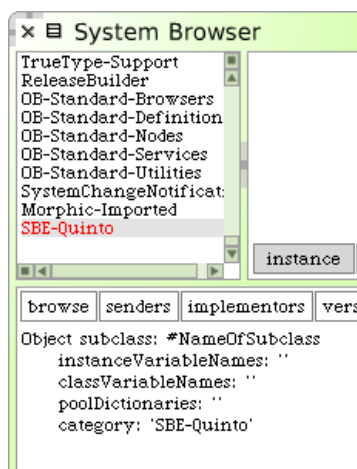 System Browser
TrueType-Support
ReleaseBuilder
OB-Standard-Browsers
OB-Standard-Definition
OB-Standard-Nodes
OB-Standard-Services
OB-Standard-Utilities
SystemChangeNotificat
Morphic-Imported
SBE-Quinto
instance
browse senders implementors vers
Object subclass: #NameOfSubclass
instanceVariableNames: ''
classVariableNames: ''
poolDictionaries: ''
category: 'SBE-Quinto'